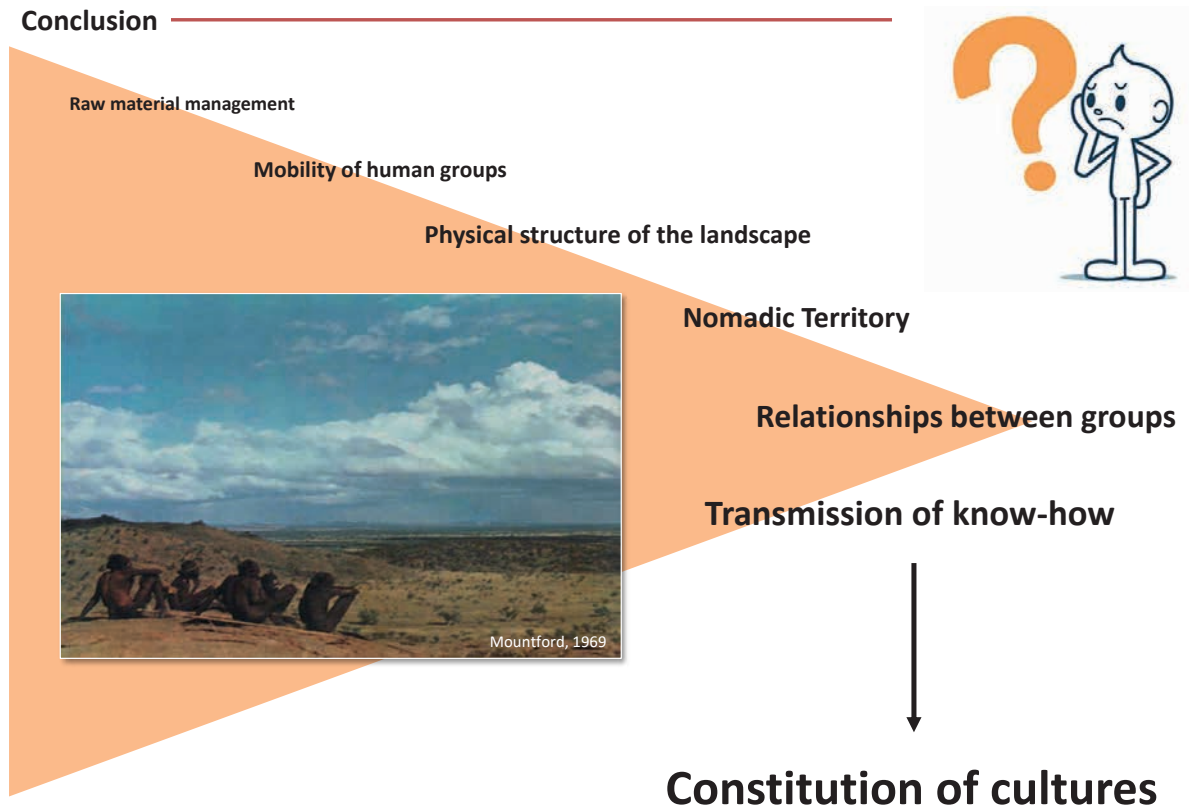 Conclusion
Raw material management
Mobility of human groups
Physical structure of the landscape
Nomadic Territory
Relationships between groups
Transmission of know-how
Mountford, 1969
Constitution of cultures